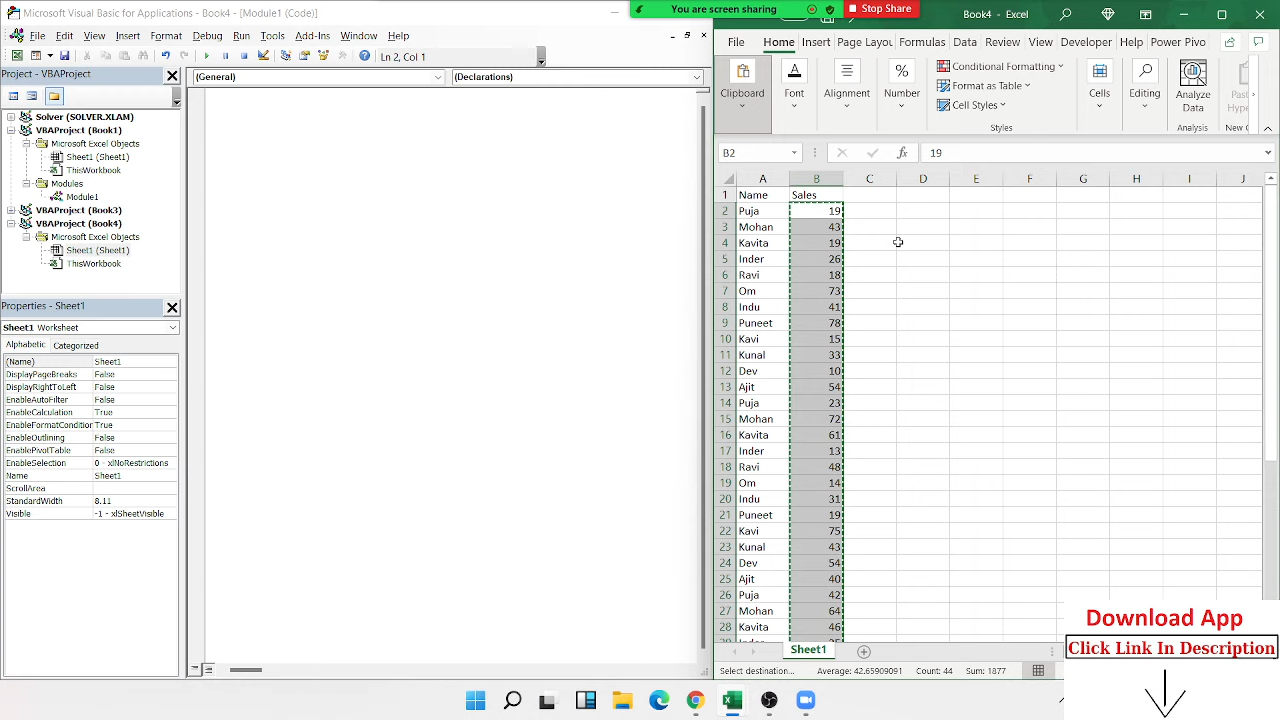 Microsoft Visual Basic for Applications - Book4 - [Module1 (Code)]
You are screen sharing
Stop Share
Book4 - Excel
File Edit View Insert Format Debug Run Tools Add-Ins Window Help
Ln 2, Col 1
Project - VBAProject
Solver (SOLVER.XLAM)
VBAProject (Book1)
Microsoft Excel Objects
Sheet1 (Sheet1)
ThisWorkbook
Modules
Module1
VBAProject (Book3)
VBAProject (Book4)
Microsoft Excel Objects
Sheet1 (Sheet1)
ThisWorkbook
Properties - Sheet1
Sheet1 Worksheet
Alphabetic Categorized
(Name) Sheet1
DisplayPageBreaks False
DisplayRightToLeft False
EnableAutoFilter False
EnableCalculation True
EnableFormatCondition True
EnableOutlining False
EnablePivotTable False
EnableSelection 0 - xlNoRestrictions
Name Sheet1
ScrollArea
StandardWidth 8.11
Visible -1 - xlSheetVisible
(General) (Declarations)
File Home Insert Page Layou Formulas Data Review View Developer Help Power Pivo
Clipboard
Font
Alignment
Number
Conditional Formatting
Format as Table
Cell Styles
Styles
Cells
Editing
Analyze
Data
Analysis
Paste
Hype
New C
B2 fx 19
A B C D E F G H I J
1 Name Sales
2 Puja 19
3 Mohan 43
4 Kavita 19
5 Inder 26
6 Ravi 18
7 Om 73
8 Indu 41
9 Puneet 78
10 Kavi 15
11 Kunal 33
12 Dev 10
13 Ajit 54
14 Puja 23
15 Mohan 72
16 Kavita 61
17 Inder 13
18 Ravi 48
19 Om 14
20 Indu 31
21 Puneet 19
22 Kavi 75
23 Kunal 43
24 Dev 54
25 Ajit 40
26 Puja 42
27 Mohan 64
28 Kavita 46
Sheet1
Select destination... Average: 42.65909091 Count: 44 Sum: 1877
Download App
Click Link In Description